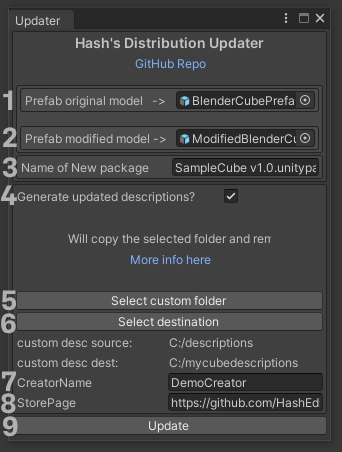 Updater
Hash's Distribution Updater
GitHub Repo
1 Prefab original model -> BlenderCubePrefa
2 Prefab modified model -> ModifiedBlenderCu
3 Name of New package SampleCube v1.0.unitypa
4 Generate updated descriptions?
Will copy the selected folder and rem
More info here
5 Select custom folder
6 Select destination
custom desc source: C:/descriptions
custom desc dest: C:/mycubedescriptions
7 CreatorName DemoCreator
8 StorePage https://github.com/HashEd
9 Update